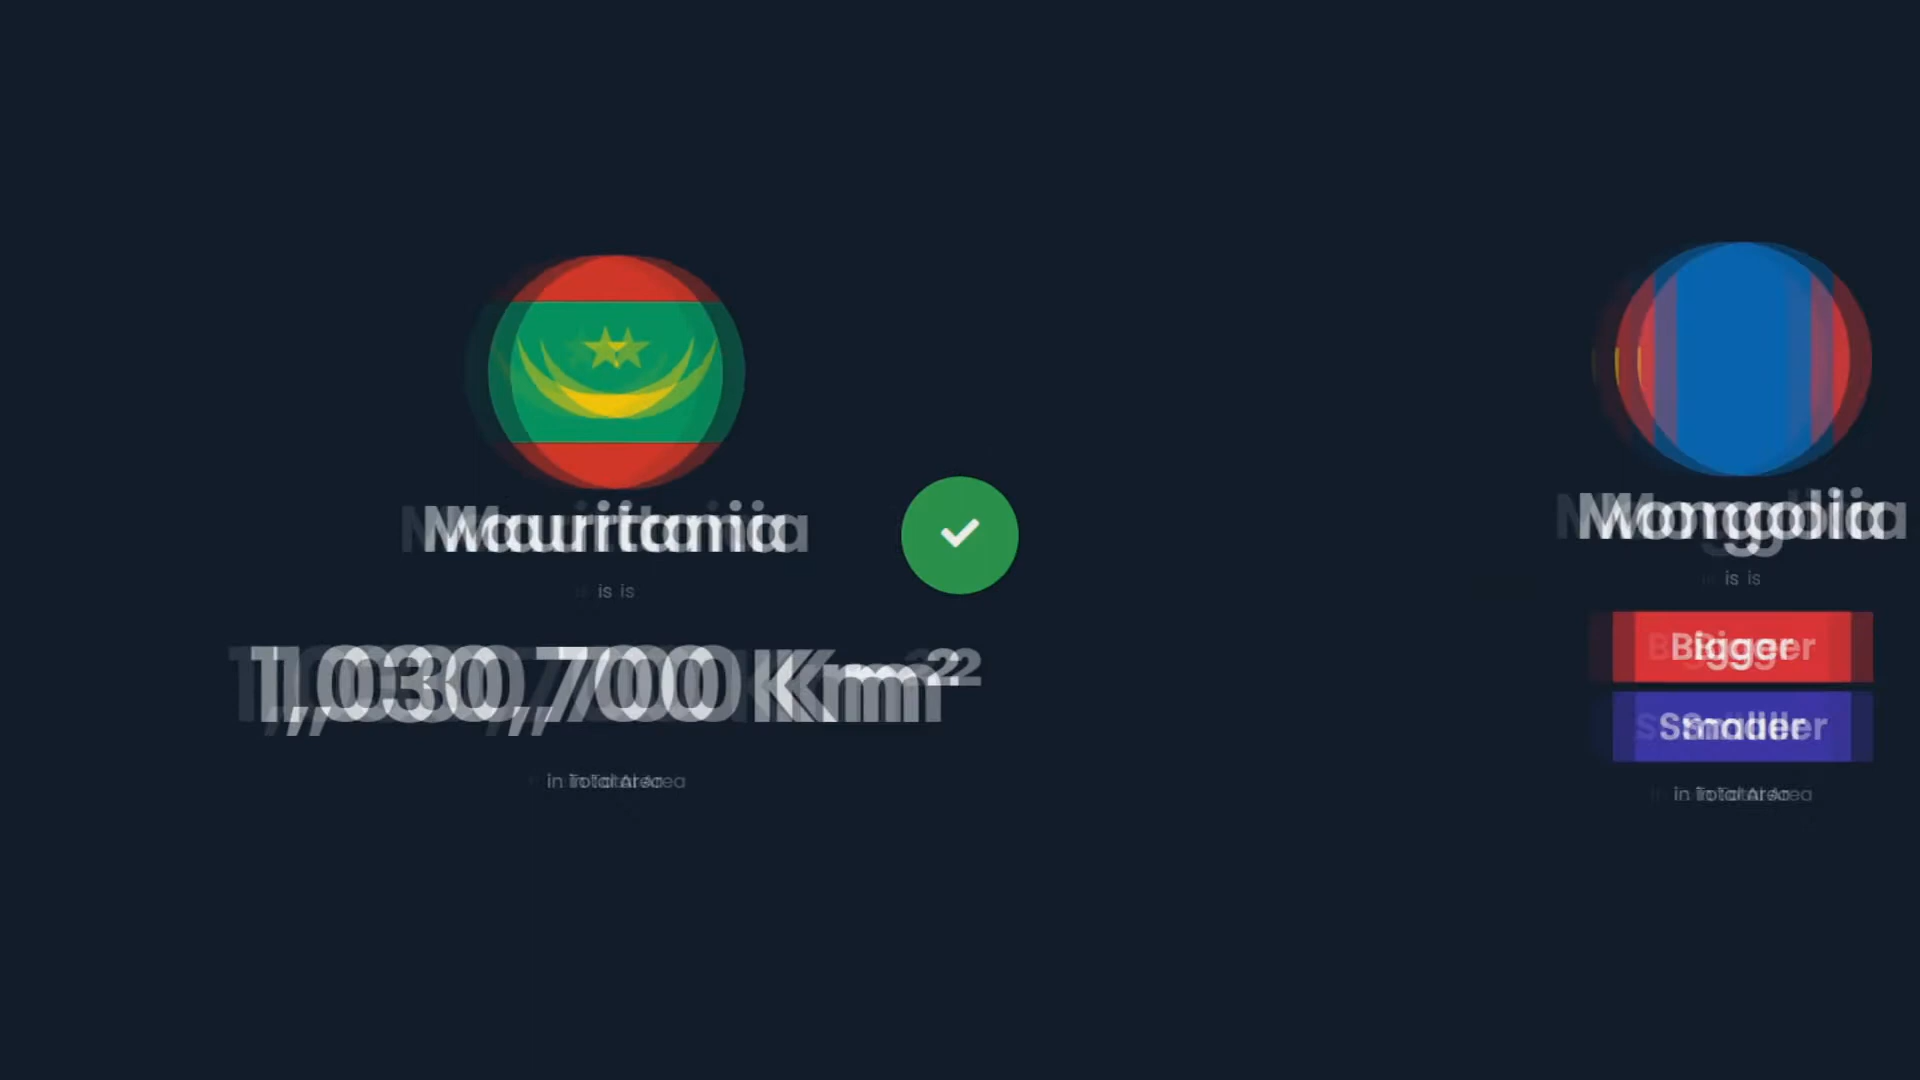 Mauritania
is
1,030,700 Km²
in Total Area
Mongolia
is
Bigger
Smaller
in Total Area